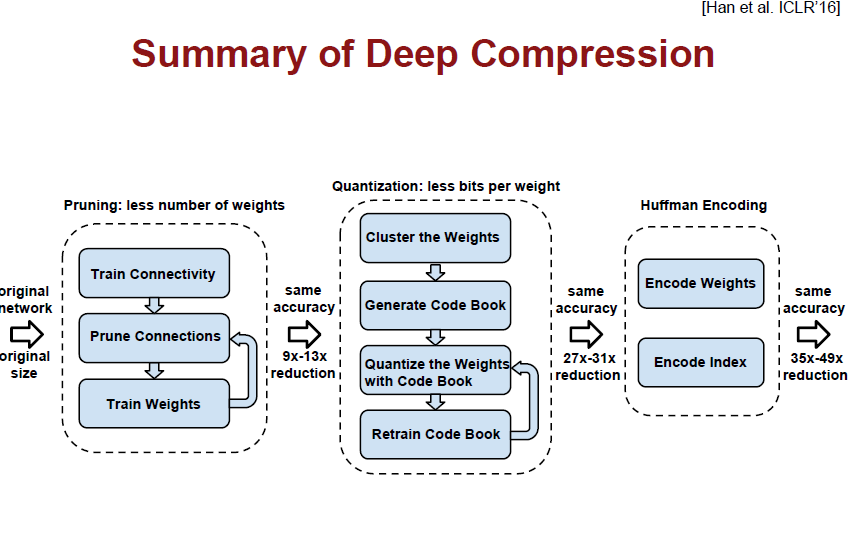 [Han et al. ICLR'16]
Summary of Deep Compression
original
network
original
size
Pruning: less number of weights
Train Connectivity
Prune Connections
Train Weights
same
accuracy
9x-13x
reduction
Quantization: less bits per weight
Cluster the Weights
Generate Code Book
Quantize the Weights
with Code Book
Retrain Code Book
same
accuracy
27x-31x
reduction
Huffman Encoding
Encode Weights
Encode Index
same
accuracy
35x-49x
reduction